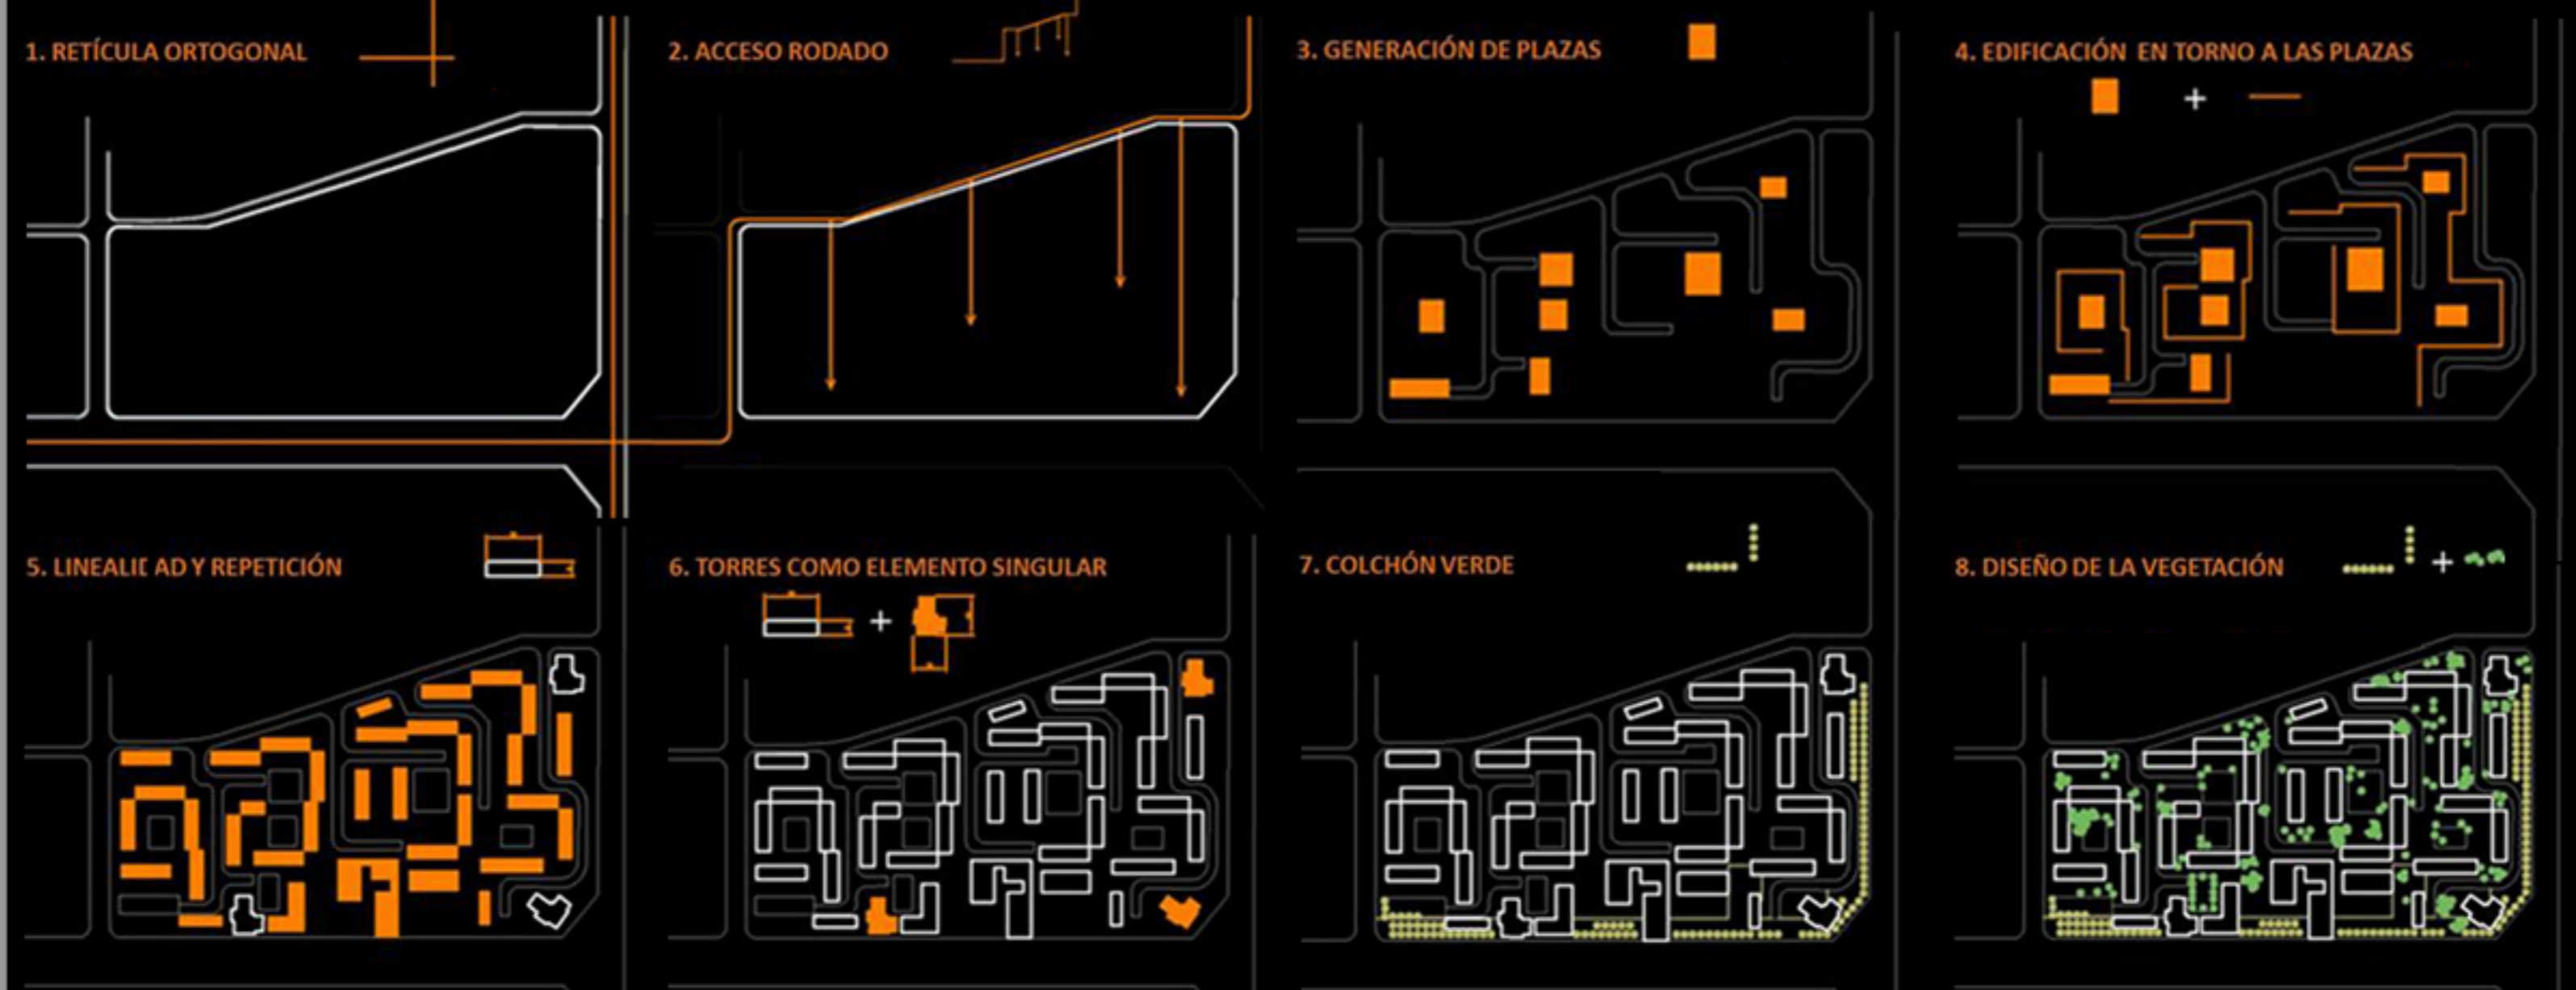 1. RETÍCULA ORTOGONAL
2. ACCESO RODADO
3. GENERACIÓN DE PLAZAS
4. EDIFICACIÓN EN TORNO A LAS PLAZAS
5. LINEALIE AD Y REPETICIÓN
6. TORRES COMO ELEMENTO SINGULAR
7. COLCHÓN VERDE
8. DISEÑO DE LA VEGETACIÓN